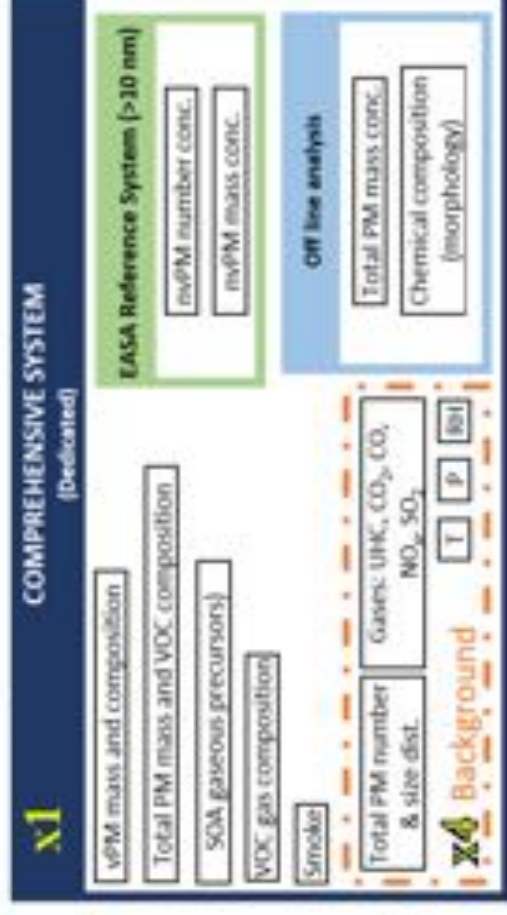 x1
COMPREHENSIVE SYSTEM
(Dedicated)
vPM mass and composition
Total PM mass and VOC composition
SOA gaseous precursors)
VOC gas composition
Smoke
EASA Reference System (>10 nm)
nvPM number conc.
nvPM mass conc.
Off line analysis
Total PM mass conc.
Chemical composition
(morphology)
Total PM number
& size dist.
Gases: UHC, CO₂, CO,
NOₓ, SO₂
x4 Background
T
P
RH